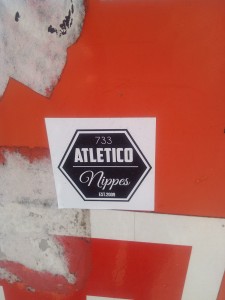 733
ATLETICO
Nippes
EST.2009